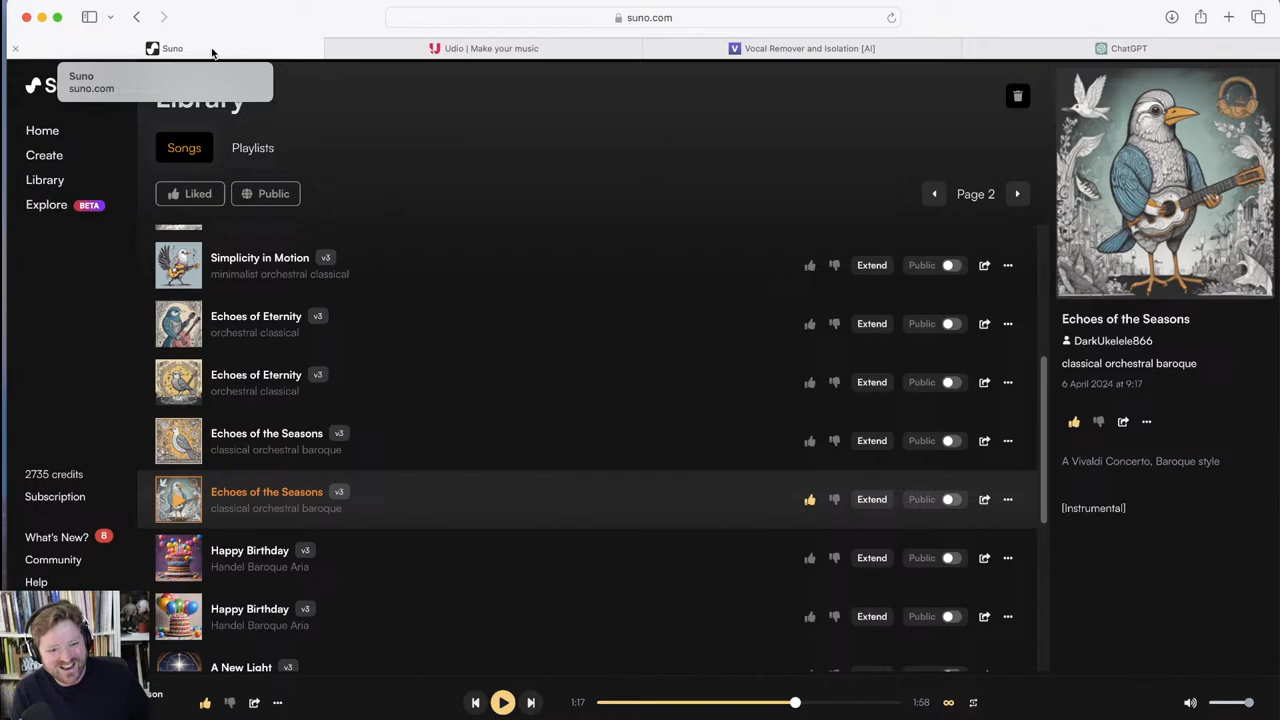 suno.com
Suno
Udio | Make your music
Vocal Remover and Isolation [AI]
ChatGPT
Suno
suno.com
Library
Home
Create
Library
Explore BETA
Songs
Playlists
Liked
Public
Page 2
Simplicity in Motion v3
minimalist orchestral classical
Extend
Public
Echoes of Eternity v3
orchestral classical
Extend
Public
Echoes of Eternity v3
orchestral classical
Extend
Public
Echoes of the Seasons v3
classical orchestral baroque
Extend
Public
Echoes of the Seasons v3
classical orchestral baroque
Extend
Public
Happy Birthday v3
Handel Baroque Aria
Extend
Public
Happy Birthday v3
Handel Baroque Aria
Extend
Public
A New Light v3
2735 credits
Subscription
What's New? 8
Community
Help
Echoes of the Seasons
DarkUkelele866
classical orchestral baroque
6 April 2024 at 9:17
A Vivaldi Concerto, Baroque style
[Instrumental]
son
1:17
1:58